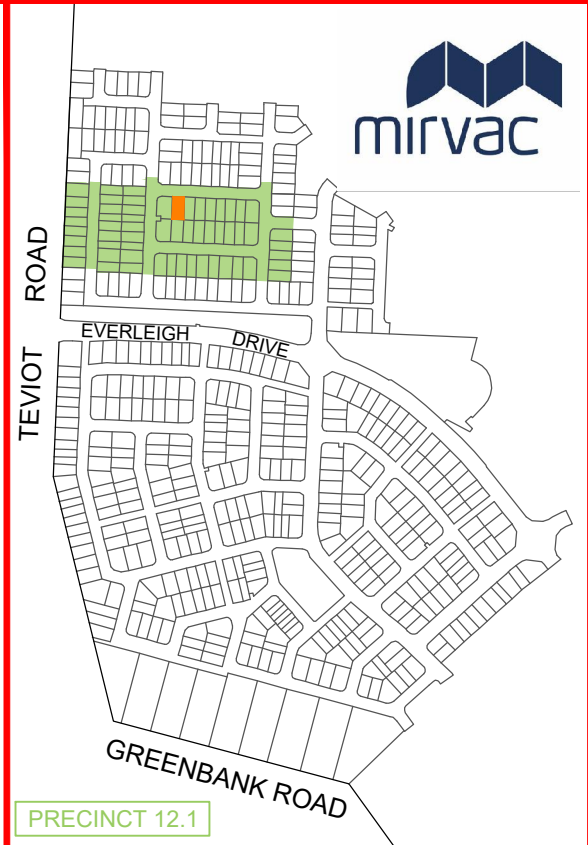 mirvac
TEVIOT ROAD
EVERLEIGH DRIVE
GREENBANK ROAD
PRECINCT 12.1